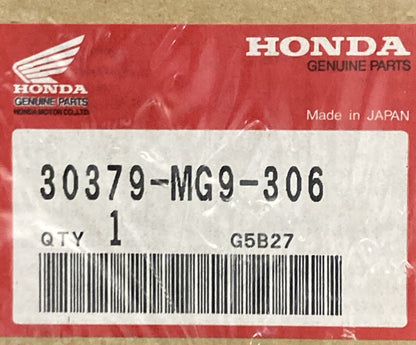 HONDA
GENUINE PARTS
HONDA MOTOR CO.,LTD.
HONDA
GENUINE PARTS
Made in JAPAN
30379-MG9-306
QTY 1 G5B27